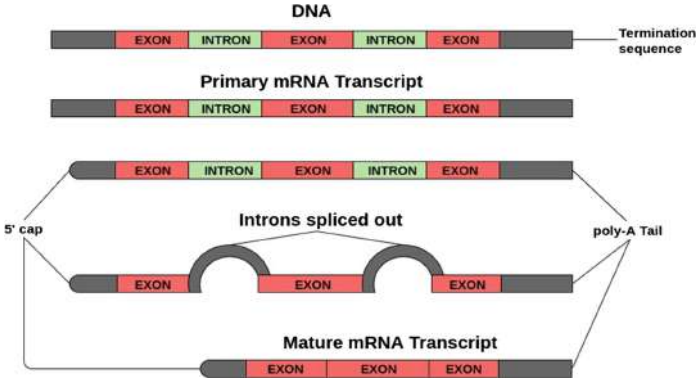 DNA
EXON INTRON EXON INTRON EXON
Termination
sequence
Primary mRNA Transcript
EXON INTRON EXON INTRON EXON
EXON INTRON EXON INTRON EXON
5' cap
Introns spliced out
poly-A Tail
EXON EXON EXON
Mature mRNA Transcript
EXON EXON EXON